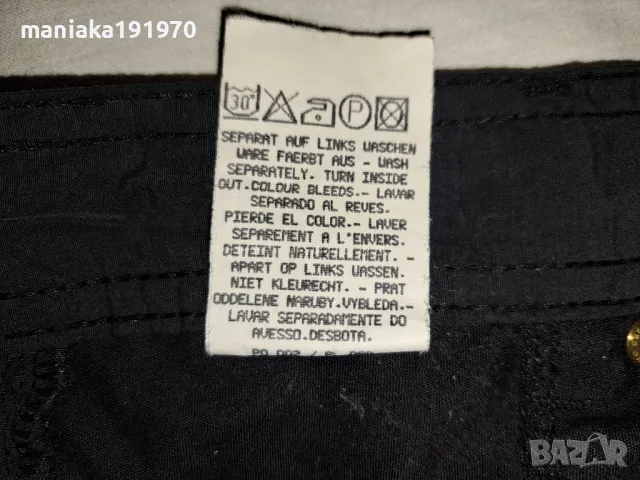 maniaka191970
30°
P
SEPARAT AUF LINKS WASCHEN
WARE FAERBT AUS - WASH
SEPARATELY. TURN INSIDE
OUT.COLOUR BLEEDS.- LAVAR
SEPARADO AL REVES.
PIERDE EL COLOR.- LAVER
SEPAREMENT A L'ENVERS.
DETEINT NATURELLEMENT. -
APART OP LINKS WASSEN.
NIET KLEURECHT. - PRAT
ODDELENE NARUBY.VYBLEDA.-
LAVAR SEPARADAMENTE DO
AVESSO.DESBOTA.
BAZAR